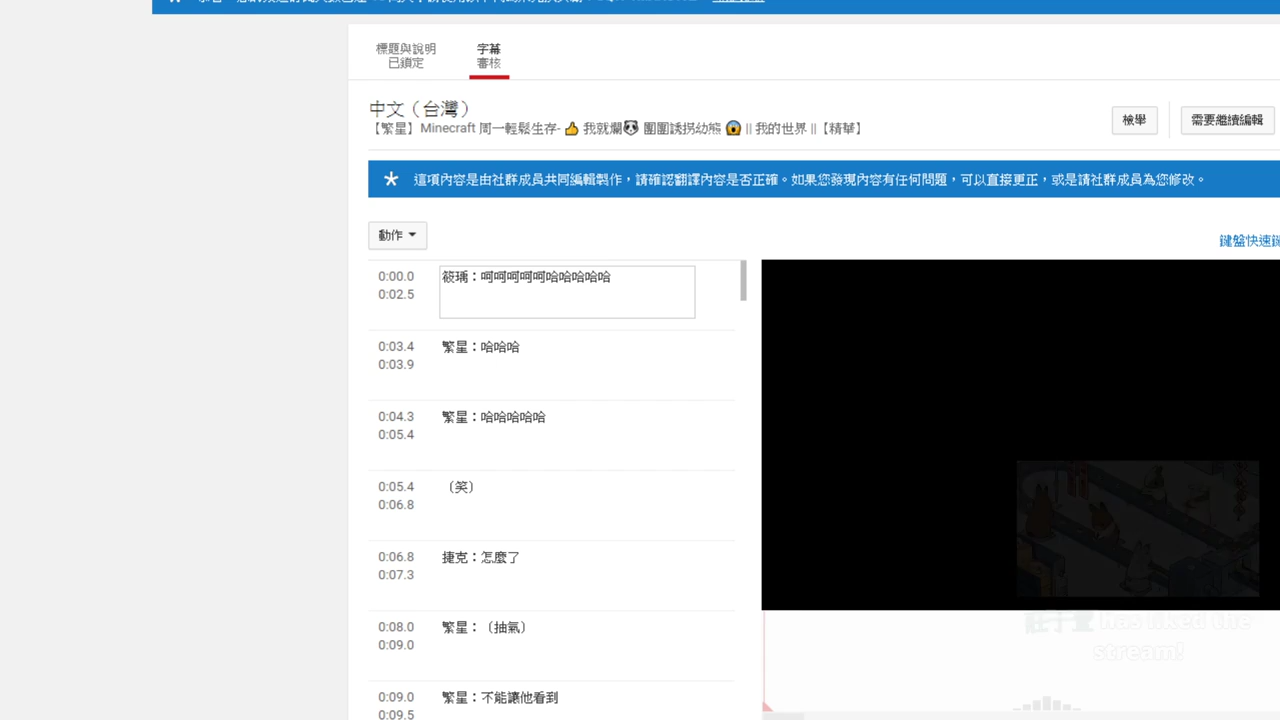 標題與說明
已鎖定
字幕
審核
中文（台灣）
【繁星】Minecraft 周一輕鬆生存-👍 我就爛🐼 團團誘拐幼熊 😱 || 我的世界 ||【精華】
檢舉
需要繼續編輯
這項內容是由社群成員共同編輯製作，請確認翻譯內容是否正確。如果您發現內容有任何問題，可以直接更正，或是請社群成員為您修改。
動作
鍵盤快速鍵
0:00.0
0:02.5
筱瑀：呵呵呵呵呵哈哈哈哈哈
0:03.4
0:03.9
繁星：哈哈哈
0:04.3
0:05.4
繁星：哈哈哈哈哈
0:05.4
0:06.8
（笑）
0:06.8
0:07.3
捷克：怎麼了
0:08.0
0:09.0
繁星：（抽氣）
0:09.0
0:09.5
繁星：不能讓他看到
has liked the
stream!